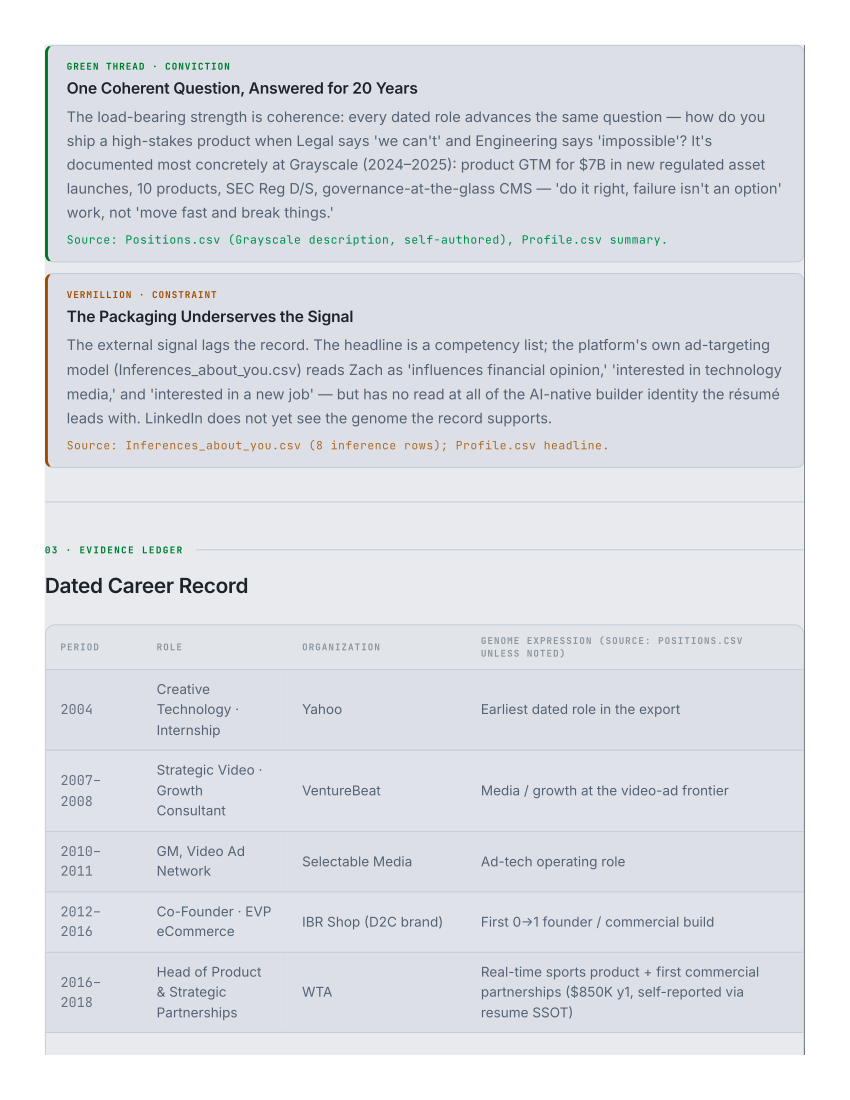 GREEN THREAD · CONVICTION
One Coherent Question, Answered for 20 Years
The load-bearing strength is coherence: every dated role advances the same question — how do you
ship a high-stakes product when Legal says 'we can't' and Engineering says 'impossible'? It's
documented most concretely at Grayscale (2024–2025): product GTM for $7B in new regulated asset
launches, 10 products, SEC Reg D/S, governance-at-the-glass CMS — 'do it right, failure isn't an option'
work, not 'move fast and break things.'
Source: Positions.csv (Grayscale description, self-authored), Profile.csv summary.
VERMILLION · CONSTRAINT
The Packaging Underserves the Signal
The external signal lags the record. The headline is a competency list; the platform's own ad-targeting
model (Inferences_about_you.csv) reads Zach as 'influences financial opinion,' 'interested in technology
media,' and 'interested in a new job' — but has no read at all of the AI-native builder identity the résumé
leads with. LinkedIn does not yet see the genome the record supports.
Source: Inferences_about_you.csv (8 inference rows); Profile.csv headline.
03 · EVIDENCE LEDGER
Dated Career Record
PERIOD
ROLE
ORGANIZATION
GENOME EXPRESSION (SOURCE: POSITIONS.CSV
UNLESS NOTED)
2004
Creative
Technology ·
Internship
Yahoo
Earliest dated role in the export
2007–
2008
Strategic Video ·
Growth
Consultant
VentureBeat
Media / growth at the video-ad frontier
2010–
2011
GM, Video Ad
Network
Selectable Media
Ad-tech operating role
2012–
2016
Co-Founder · EVP
eCommerce
IBR Shop (D2C brand)
First 0→1 founder / commercial build
2016–
2018
Head of Product
& Strategic
Partnerships
WTA
Real-time sports product + first commercial
partnerships ($850K y1, self-reported via
resume SSOT)